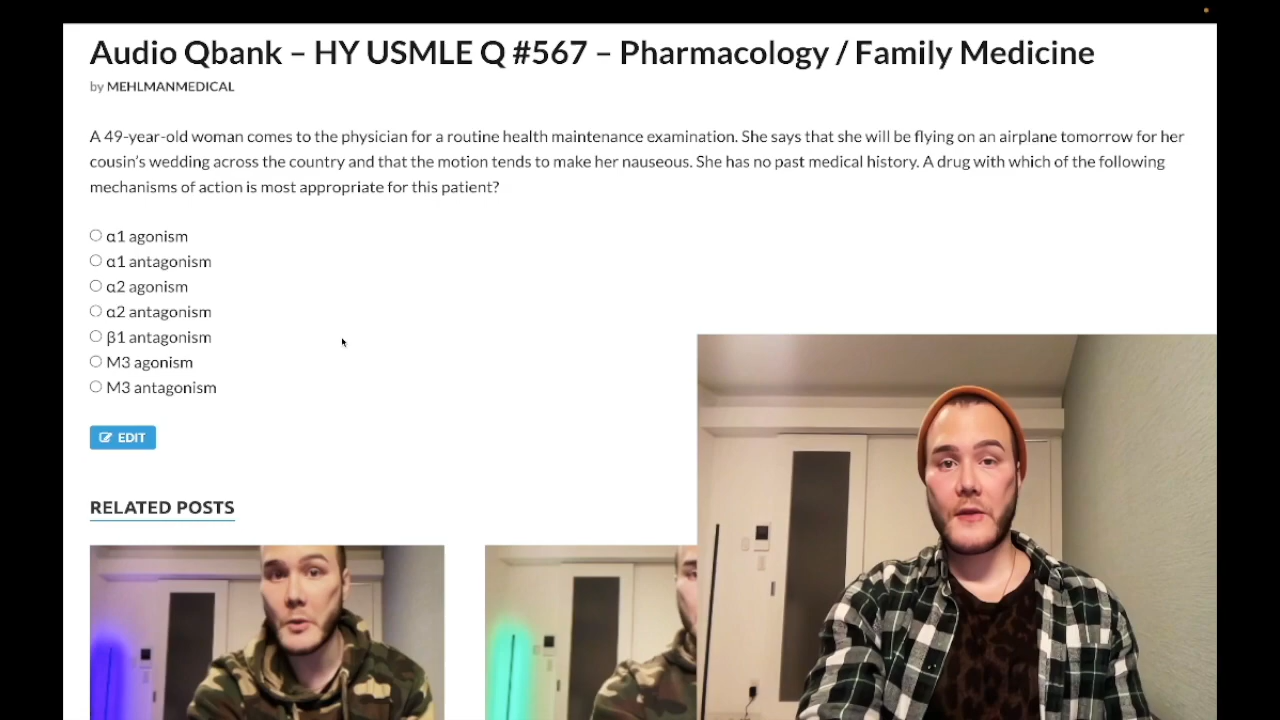 Audio Qbank – HY USMLE Q #567 – Pharmacology / Family Medicine
by MEHLMANMEDICAL
A 49-year-old woman comes to the physician for a routine health maintenance examination. She says that she will be flying on an airplane tomorrow for her
cousin’s wedding across the country and that the motion tends to make her nauseous. She has no past medical history. A drug with which of the following
mechanisms of action is most appropriate for this patient?
α1 agonism
α1 antagonism
α2 agonism
α2 antagonism
β1 antagonism
M3 agonism
M3 antagonism
EDIT
RELATED POSTS